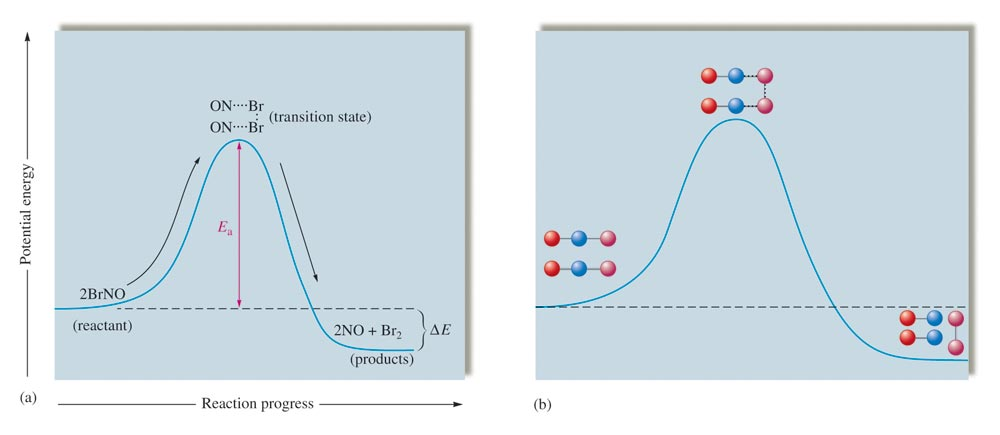 Potential energy
ON····Br
(transition state)
ON····Br
Eₐ
2BrNO
(reactant)
2NO + Br₂
(products)
ΔE
(a)
Reaction progress
(b)